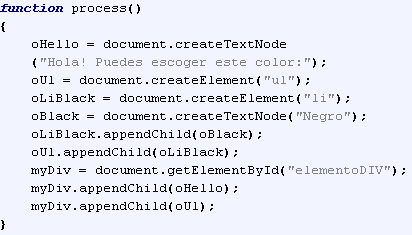 function process()
{
oHello = document.createTextNode
("Hola! Puedes escoger este color:");
oUl = document.createElement("ul");
oLiBlack = document.createElement("li");
oBlack = document.createTextNode("Negro");
oLiBlack.appendChild(oBlack);
oUl.appendChild(oLiBlack);
myDiv = document.getElementById("elementoDIV");
myDiv.appendChild(oHello);
myDiv.appendChild(oUl);
}